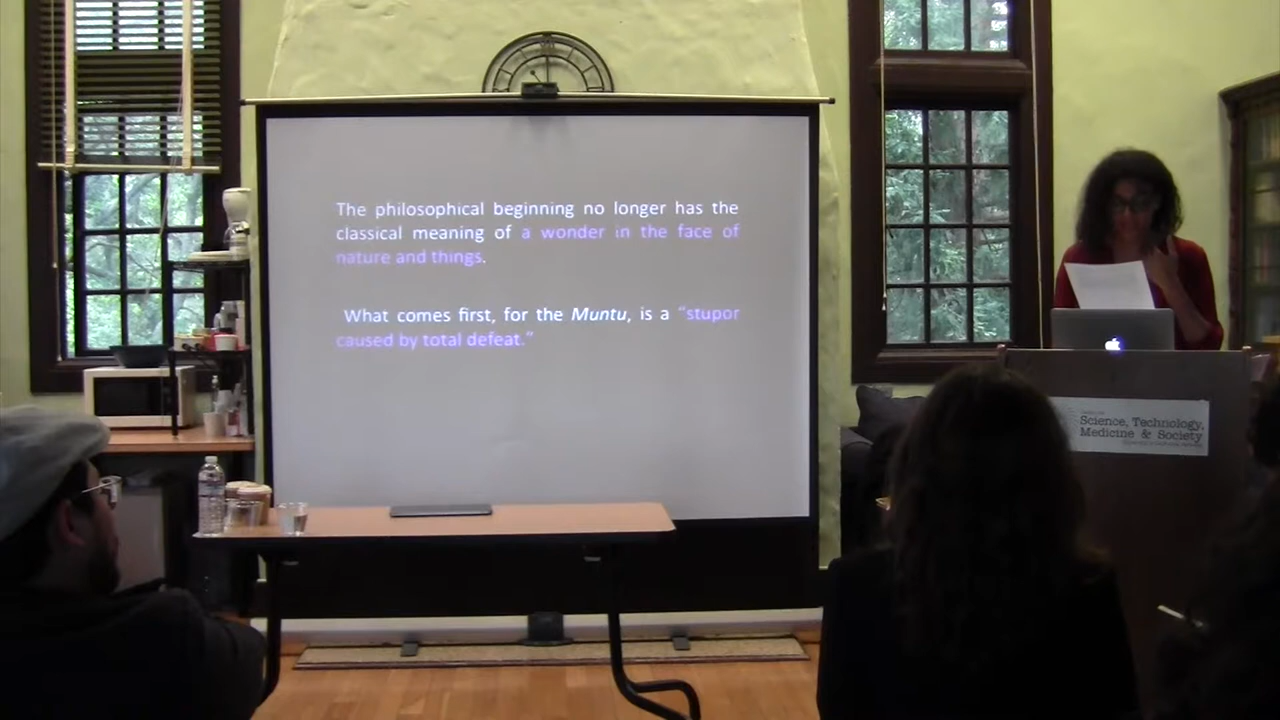 The philosophical beginning no longer has the
classical meaning of a wonder in the face of
nature and things.
What comes first, for the Muntu, is a “stupor
caused by total defeat.”
Science, Technology,
Medicine & Society